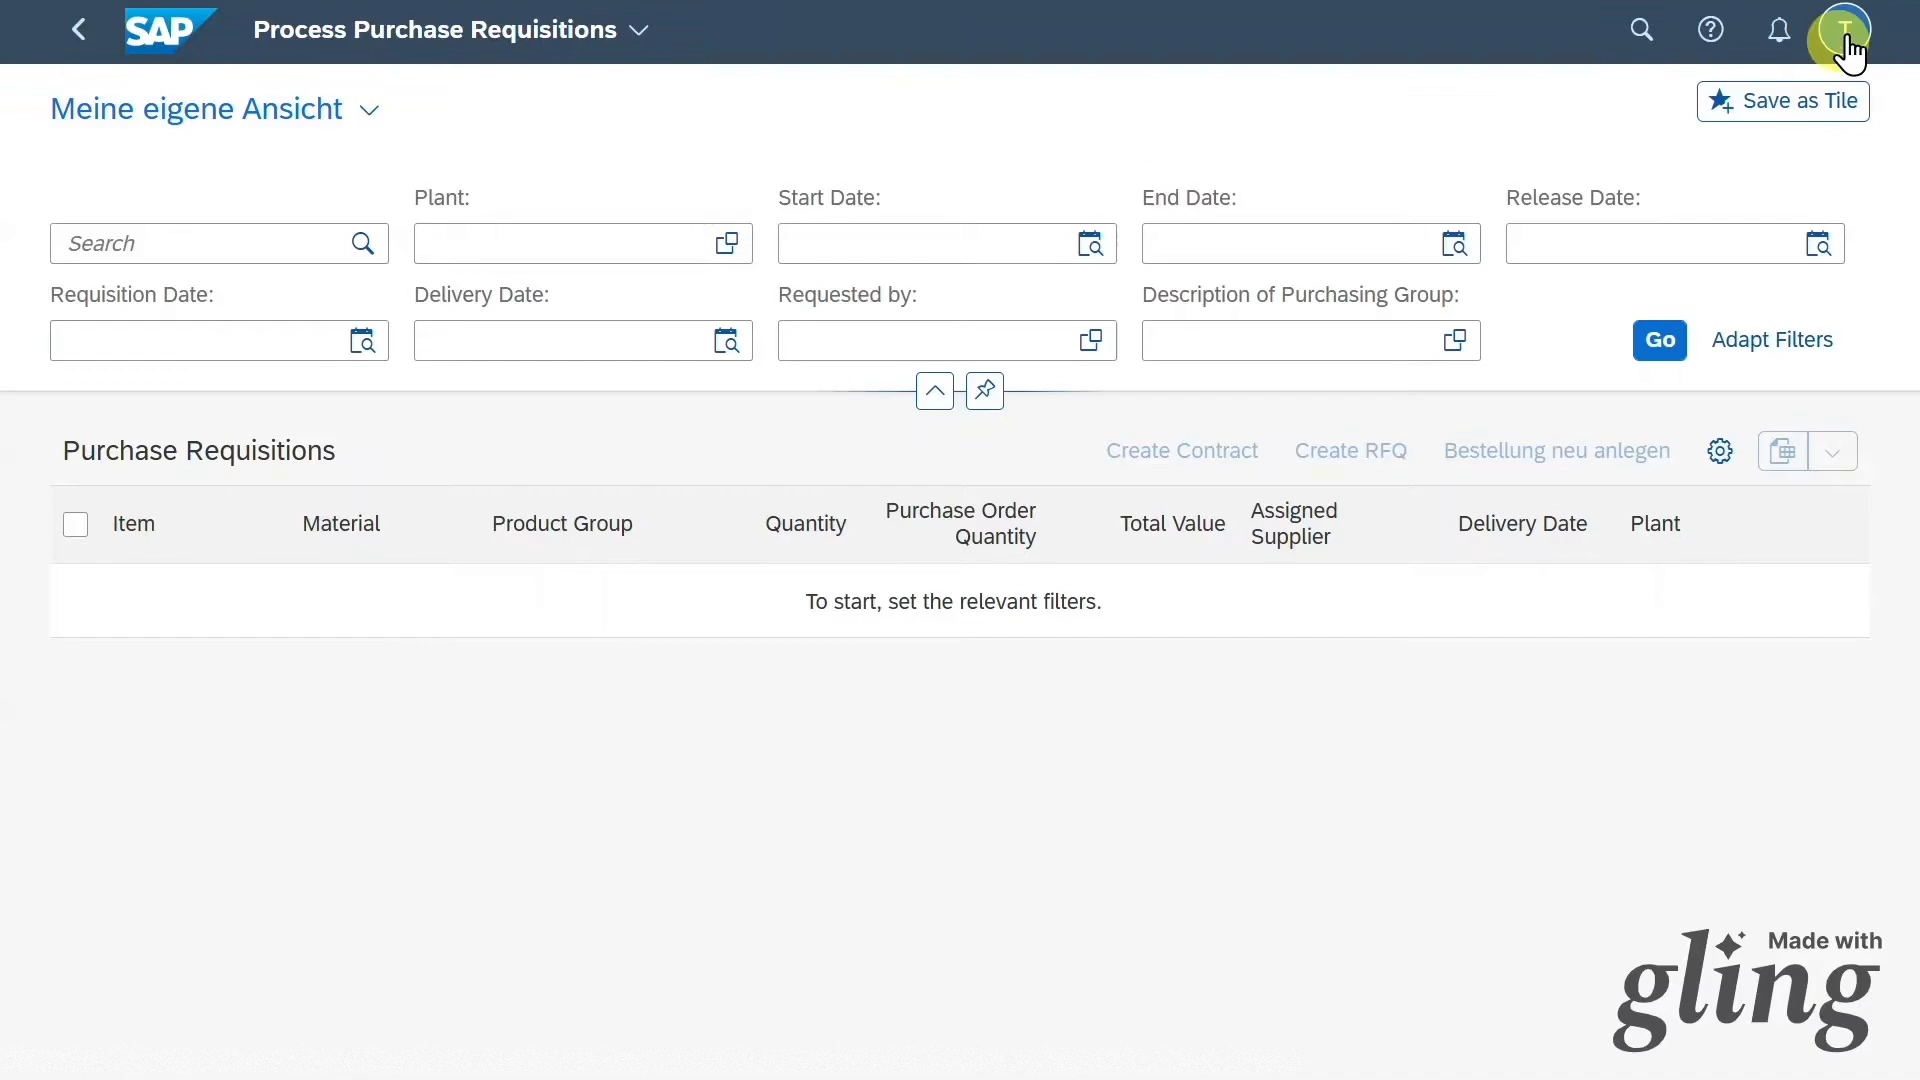 SAP
Process Purchase Requisitions
T
Meine eigene Ansicht
Save as Tile
Plant:
Start Date:
End Date:
Release Date:
Search
Requisition Date:
Delivery Date:
Requested by:
Description of Purchasing Group:
Go
Adapt Filters
Purchase Requisitions
Create Contract
Create RFQ
Bestellung neu anlegen
Item
Material
Product Group
Quantity
Purchase Order
Quantity
Total Value
Assigned
Supplier
Delivery Date
Plant
To start, set the relevant filters.
Made with
gling